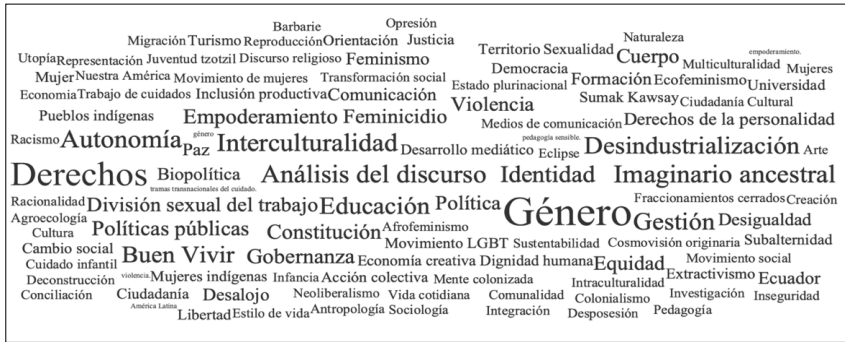 Barbarie Opresión
Migración Turismo Reproducción Orientación Justicia Naturaleza
Utopía Representación Juventud tzotzil Discurso religioso Feminismo Territorio Sexualidad Cuerpo empoderamiento.
Mujer Nuestra América Movimiento de mujeres Transformación social Democracia Multiculturalidad Mujeres
Economía Trabajo de cuidados Inclusión productiva Comunicación Estado plurinacional Formación Ecofeminismo Universidad
Pueblos indígenas Empoderamiento Feminicidio Violencia Sumak Kawsay Ciudadanía Cultural
Medios de comunicación Derechos de la personalidad
Racismo Autonomía género Paz Interculturalidad Desarrollo mediático pedagogía sensible. Eclipse Desindustrialización Arte
Derechos Biopolítica Análisis del discurso Identidad Imaginario ancestral
tramas transnacionales del cuidado.
Racionalidad División sexual del trabajo Educación Política Género Fraccionamientos cerrados Creación
Agroecología Gestión Desigualdad
Cultura Políticas públicas Constitución Afrofeminismo
Cambio social Buen Vivir Gobernanza Movimiento LGBT Sustentabilidad Cosmovisión originaria Subalternidad
Cuidado infantil Economía creativa Dignidad humana Equidad Movimiento social
Deconstrucción violencia. Mujeres indígenas Infancia Acción colectiva Mente colonizada Intraculturalidad Extractivismo Ecuador
Conciliación Ciudadanía Desalojo Neoliberalismo Vida cotidiana Comunalidad Colonialismo Investigación Inseguridad
América Latina Libertad Estilo de vida Antropología Sociología Integración Desposesión Pedagogía